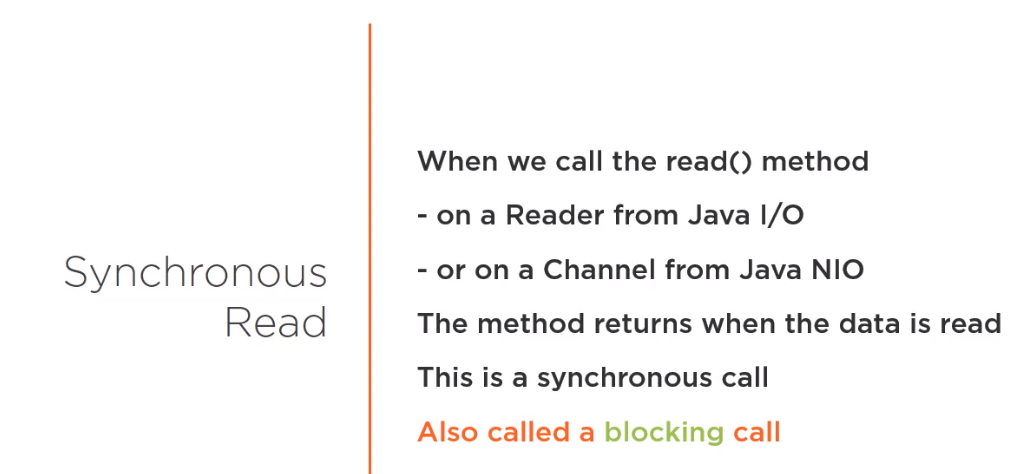 Synchronous
Read
When we call the read() method
- on a Reader from Java I/O
- or on a Channel from Java NIO
The method returns when the data is read
This is a synchronous call
Also called a blocking call